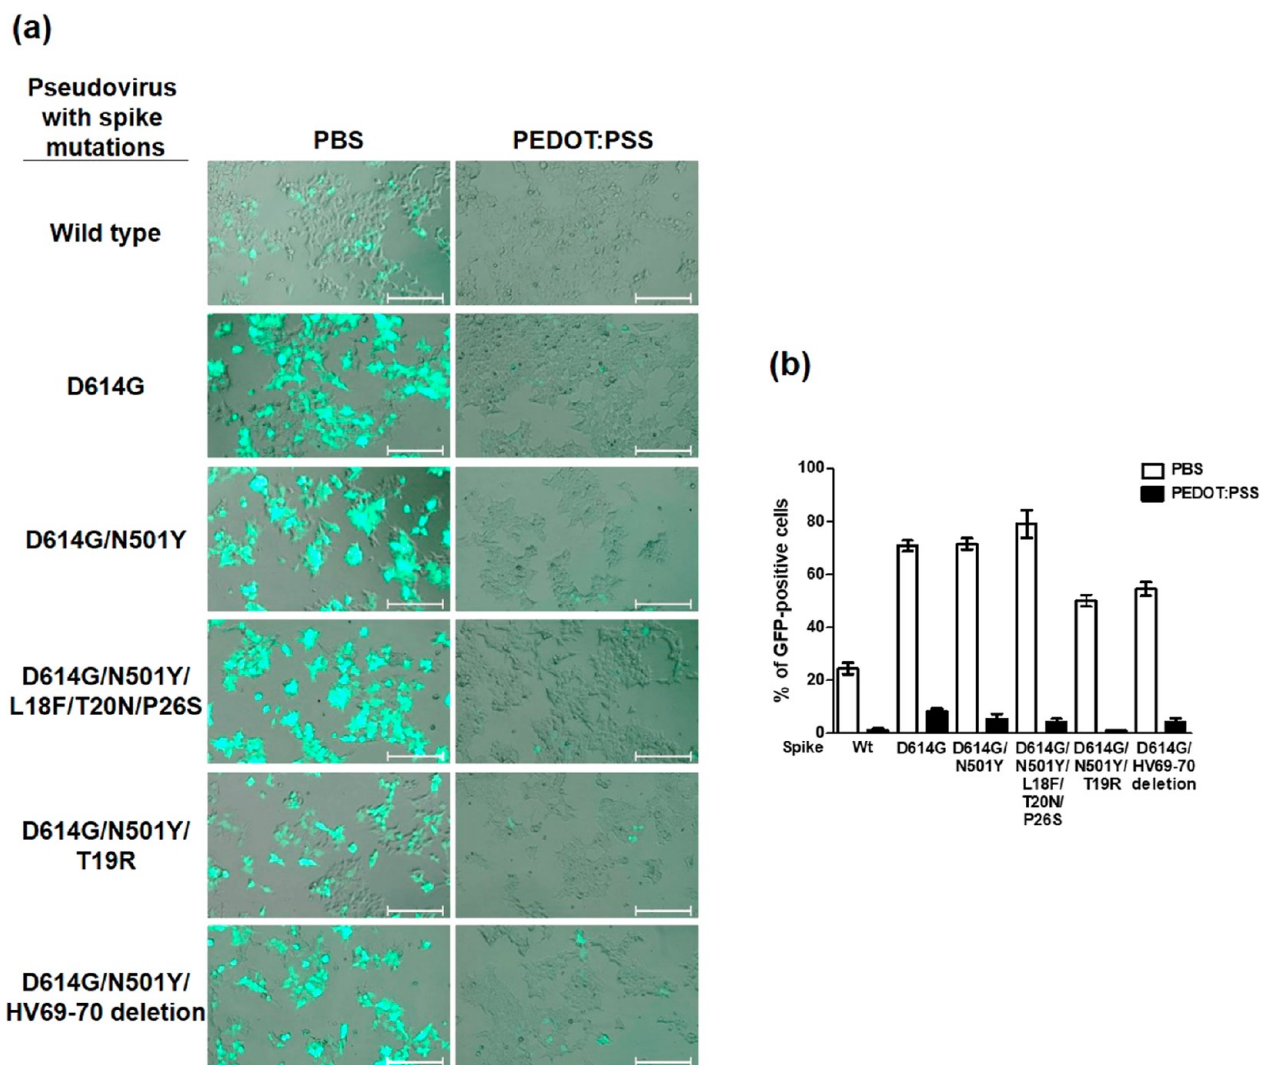 (a)
Pseudovirus
with spike
mutations
PBS
PEDOT:PSS
Wild type
D614G
D614G/N501Y
D614G/N501Y/
L18F/T20N/P26S
D614G/N501Y/
T19R
D614G/N501Y/
HV69-70 deletion
(b)
PBS
PEDOT:PSS
% of GFP-positive cells
100
80
60
40
20
0
Spike
Wt
D614G
D614G/
N501Y
D614G/
N501Y/
L18F/
T20N/
P26S
D614G/
N501Y/
T19R
D614G/
HV69-70
deletion